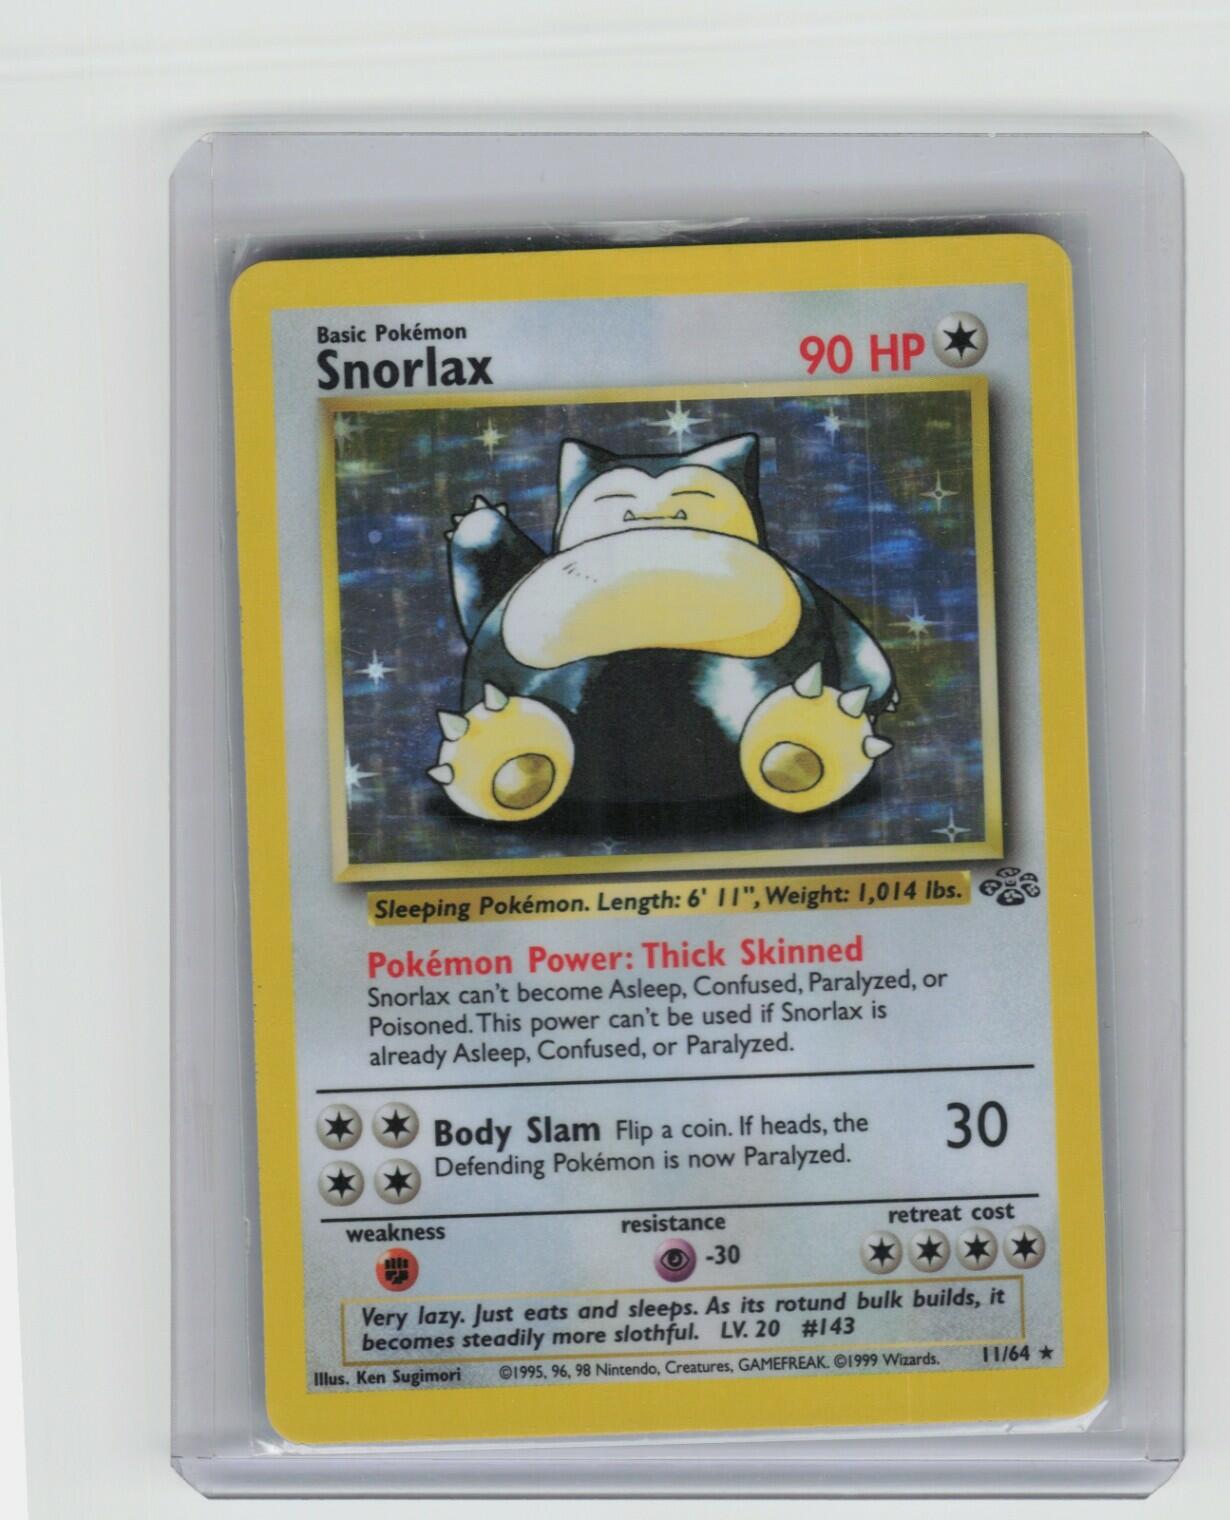 Basic Pokémon
Snorlax
90 HP
Sleeping Pokémon. Length: 6' 11", Weight: 1,014 lbs.
Pokémon Power: Thick Skinned
Snorlax can't become Asleep, Confused, Paralyzed, or
Poisoned. This power can't be used if Snorlax is
already Asleep, Confused, or Paralyzed.
Body Slam Flip a coin. If heads, the
Defending Pokémon is now Paralyzed.
30
weakness
resistance
-30
retreat cost
Very lazy. Just eats and sleeps. As its rotund bulk builds, it
becomes steadily more slothful. LV. 20 #143
Illus. Ken Sugimori
©1995, 96, 98 Nintendo, Creatures, GAMEFREAK. ©1999 Wizards.
11/64 ★